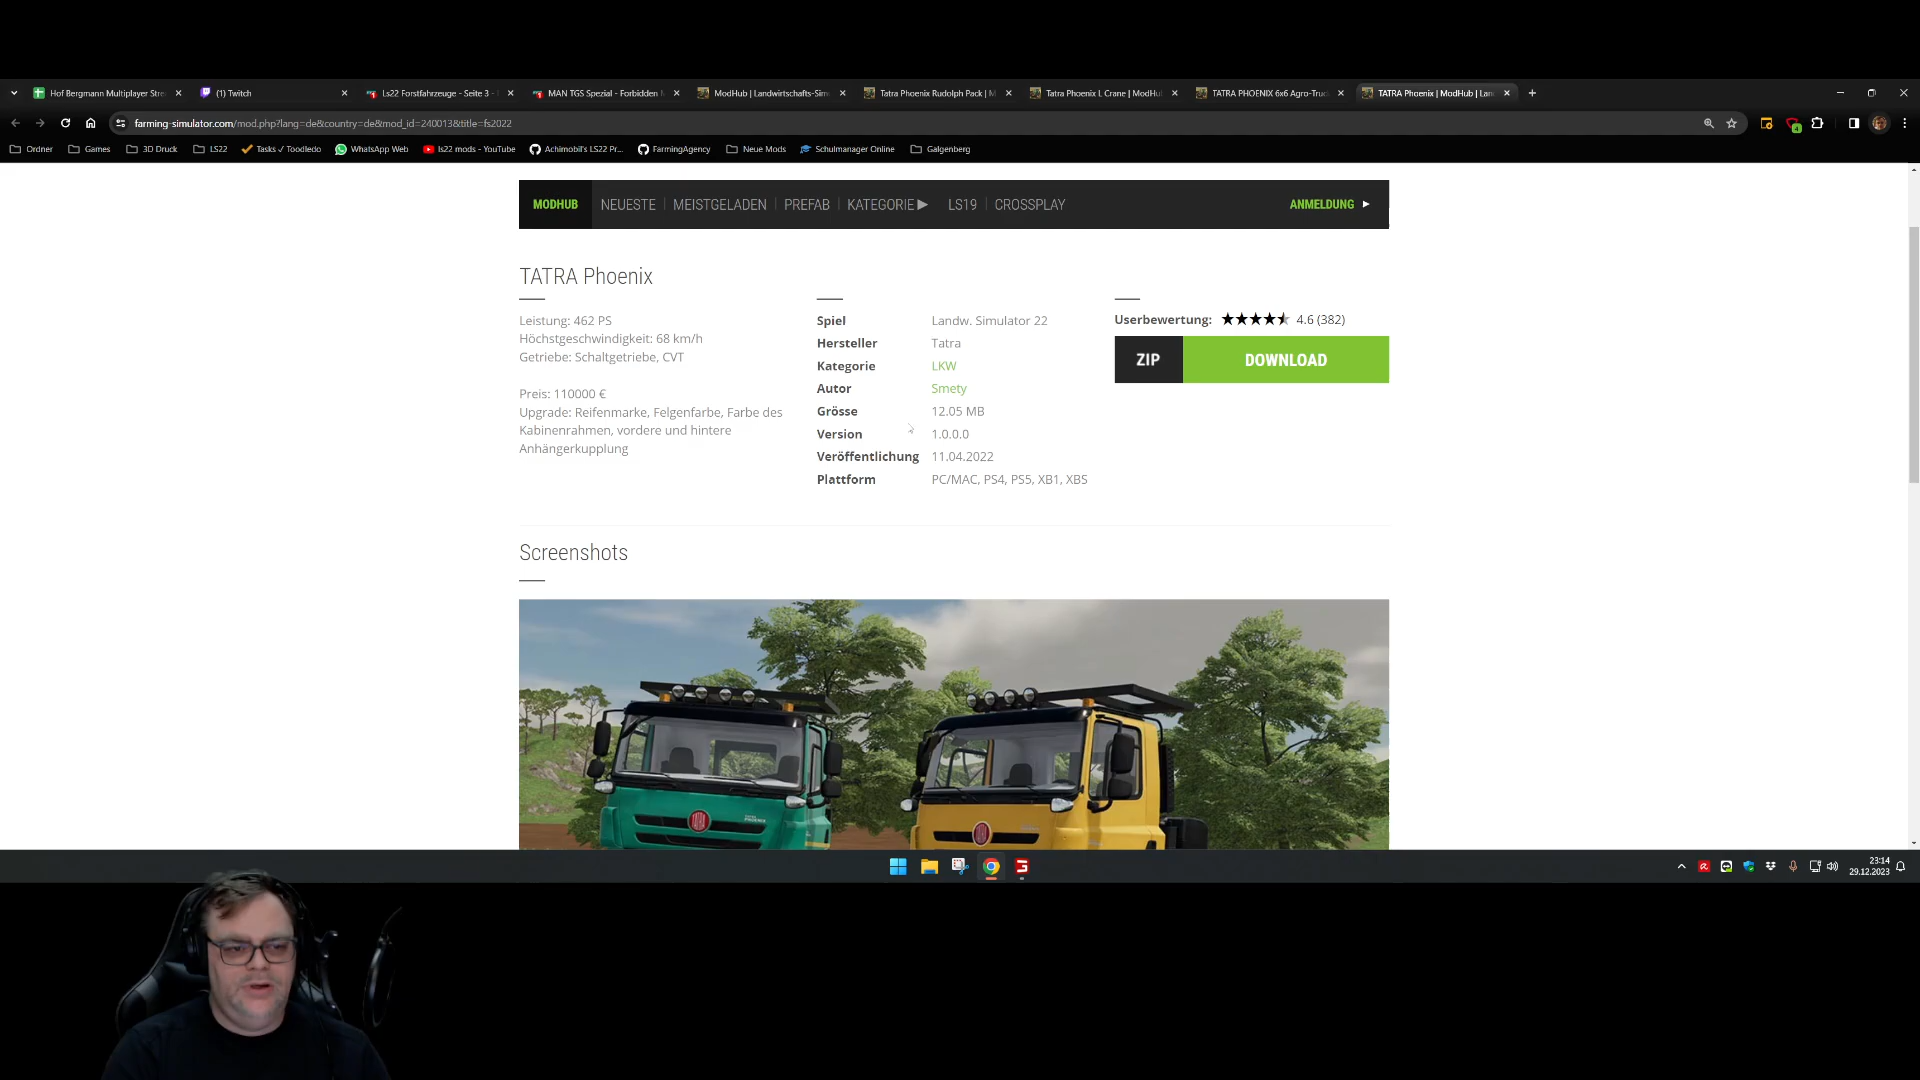 Hof Bergmann Multiplayer Stre
(1) Twitch
Ls22 Forstfahrzeuge - Seite 3 -
MAN TGS Spezial - Forbidden
ModHub | Landwirtschafts-Sim
Tatra Phoenix Rudolph Pack | M
Tatra Phoenix L Crane | ModHu
TATRA PHOENIX 6x6 Agro-Truc
TATRA Phoenix | ModHub | Lan
farming-simulator.com/mod.php?lang=de&country=de&mod_id=240013&title=fs2022
Ordner
Games
3D Druck
LS22
Tasks ✓ Toodledo
WhatsApp Web
ls22 mods - YouTube
Achimobil's LS22 Pr...
FarmingAgency
Neue Mods
Schulmanager Online
Galgenberg
MODHUB NEUESTE | MEISTGELADEN | PREFAB | KATEGORIE ▶ LS19 | CROSSPLAY ANMELDUNG ▶
TATRA Phoenix
Leistung: 462 PS
Höchstgeschwindigkeit: 68 km/h
Getriebe: Schaltgetriebe, CVT
Preis: 110000 €
Upgrade: Reifenmarke, Felgenfarbe, Farbe des
Kabinenrahmen, vordere und hintere
Anhängerkupplung
Spiel Landw. Simulator 22
Hersteller Tatra
Kategorie LKW
Autor Smety
Grösse 12.05 MB
Version 1.0.0.0
Veröffentlichung 11.04.2022
Plattform PC/MAC, PS4, PS5, XB1, XBS
Userbewertung: 4.6 (382)
ZIP DOWNLOAD
Screenshots
TATRA
TATRA
23:14
29.12.2023